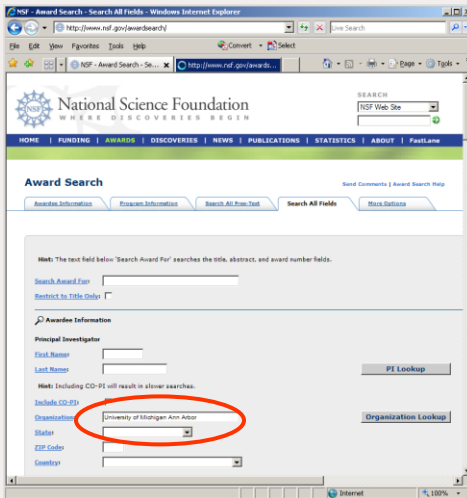 NSF - Award Search - Search All Fields - Windows Internet Explorer
http://www.nsf.gov/awardsearch/
Live Search
File Edit View Favorites Tools Help
Convert Select
NSF - Award Search - Se... http://www.nsf.gov/awards...
Page Tools
National Science Foundation
WHERE DISCOVERIES BEGIN
SEARCH
NSF Web Site
HOME | FUNDING | AWARDS | DISCOVERIES | NEWS | PUBLICATIONS | STATISTICS | ABOUT | FastLane
Award Search
Send Comments | Award Search Help
Awardee Information Program Information Search All Free-Text Search All Fields More Options
Hint: The text field below 'Search Award For' searches the title, abstract, and award number fields.
Search Award For:
Restrict to Title Only:
Awardee Information
Principal Investigator
First Name:
Last Name:
PI Lookup
Hint: Including CO-PI will result in slower searches.
Include CO-PI:
Organization: University of Michigan Ann Arbor
Organization Lookup
State:
ZIP Code:
Country:
Internet 100%